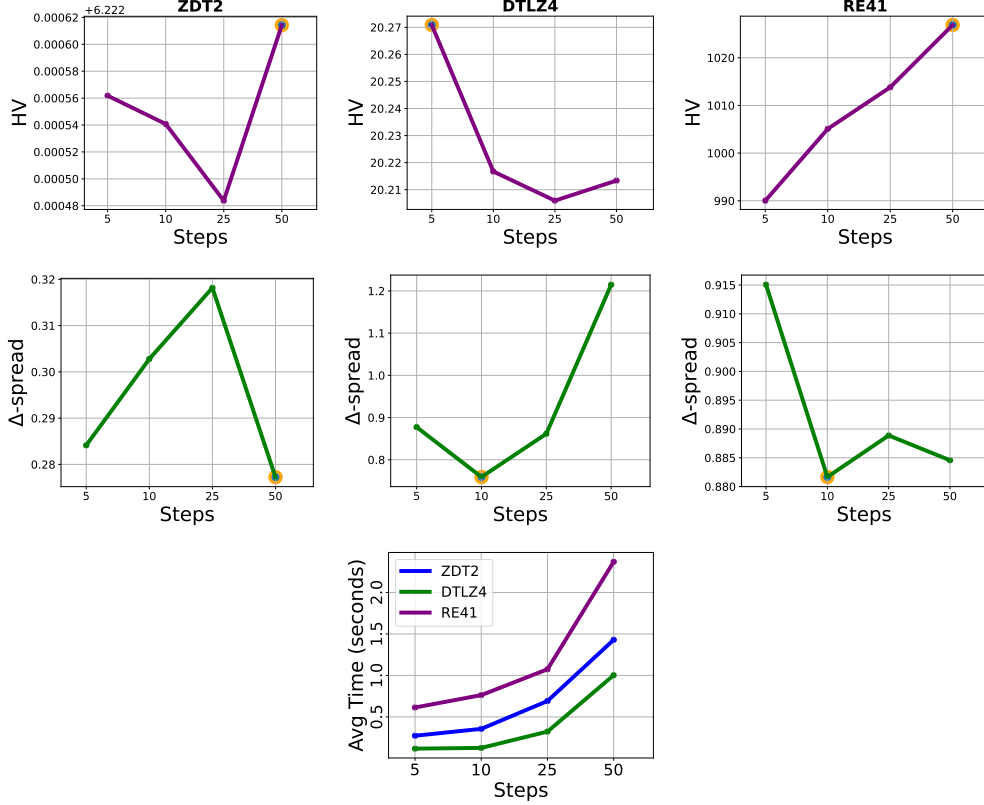 ZDT2
+6.222
0.00062
0.00060
0.00058
0.00056
0.00054
0.00052
0.00050
0.00048
HV
5 10 25 50
Steps
DTLZ4
20.27
20.26
20.25
20.24
20.23
20.22
20.21
HV
5 10 25 50
Steps
RE41
1020
1010
1000
990
HV
5 10 25 50
Steps
0.32
0.31
0.30
0.29
0.28
Δ-spread
5 10 25 50
Steps
1.2
1.1
1.0
0.9
0.8
Δ-spread
5 10 25 50
Steps
0.915
0.910
0.905
0.900
0.895
0.890
0.885
0.880
Δ-spread
5 10 25 50
Steps
ZDT2
DTLZ4
RE41
2.0
1.5
1.0
0.5
Avg Time (seconds)
5 10 25 50
Steps